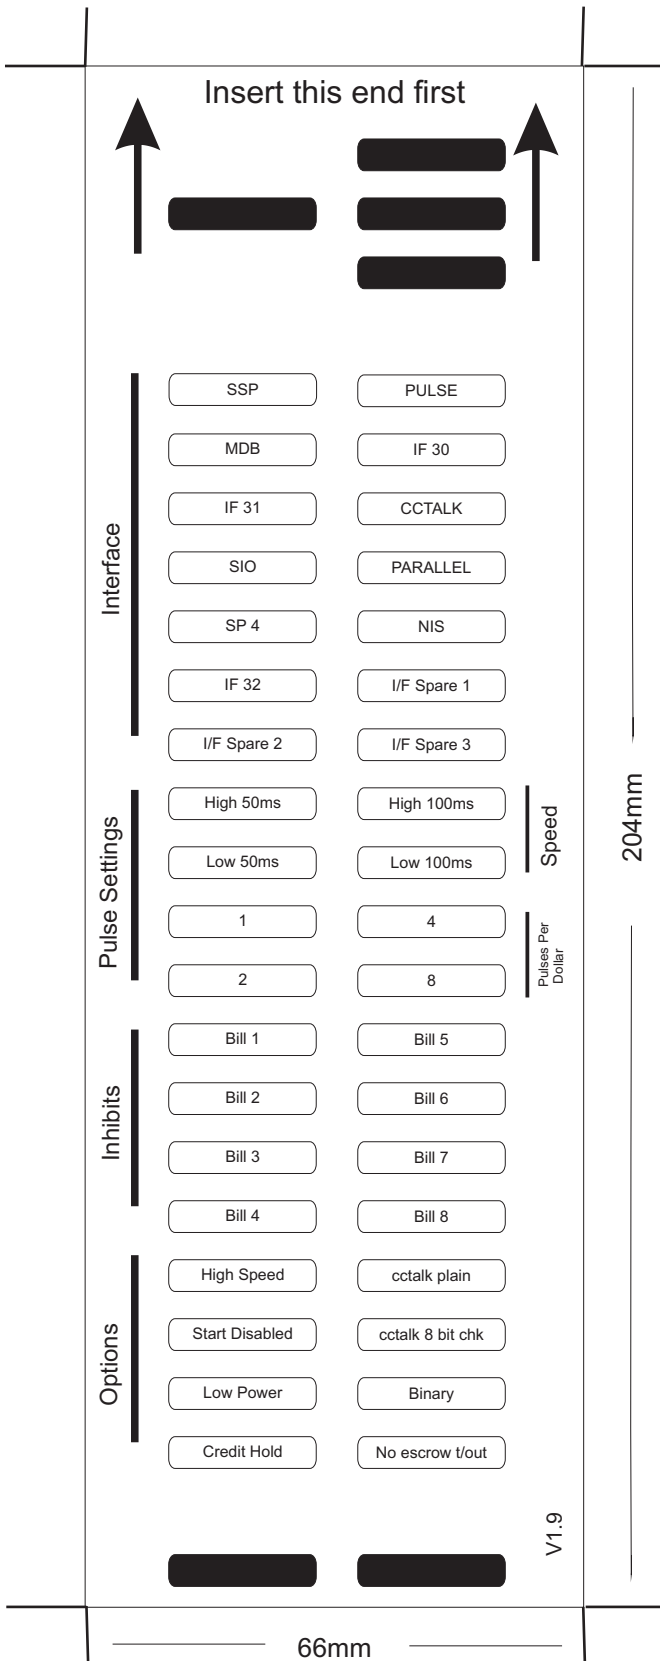 Insert this end first
Interface
SSP
PULSE
MDB
IF 30
IF 31
CCTALK
SIO
PARALLEL
SP 4
NIS
IF 32
I/F Spare 1
I/F Spare 2
I/F Spare 3
Pulse Settings
High 50ms
High 100ms
Speed
Low 50ms
Low 100ms
1
4
Pulses Per
Dollar
2
8
Inhibits
Bill 1
Bill 5
Bill 2
Bill 6
Bill 3
Bill 7
Bill 4
Bill 8
Options
High Speed
cctalk plain
Start Disabled
cctalk 8 bit chk
Low Power
Binary
Credit Hold
No escrow t/out
V1.9
204mm
66mm